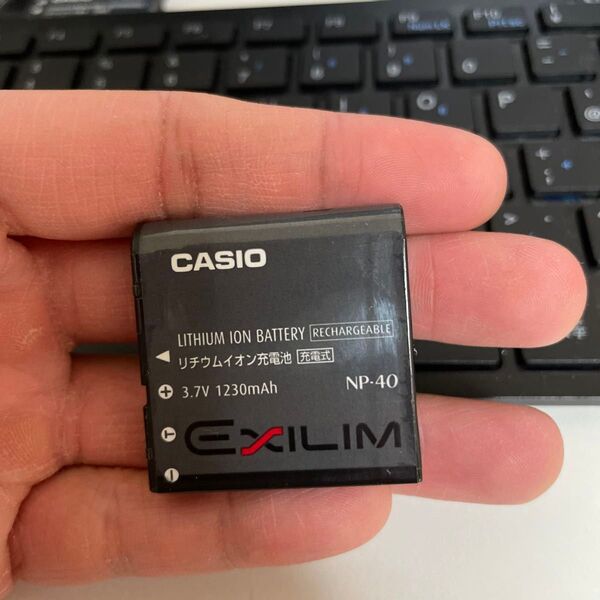 CASIO
LITHIUM ION BATTERY RECHARGEABLE
リチウムイオン充電池 充電式
3.7V 1230mAh NP-40
T
EXILIM